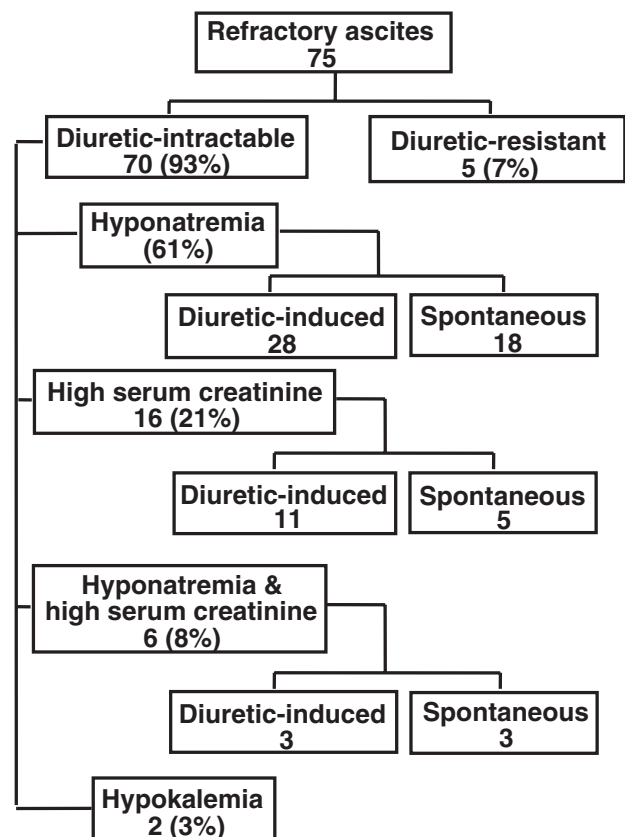 Refractory ascites
75
Diuretic-intractable
70 (93%)
Diuretic-resistant
5 (7%)
Hyponatremia
(61%)
Diuretic-induced
28
Spontaneous
18
High serum creatinine
16 (21%)
Diuretic-induced
11
Spontaneous
5
Hyponatremia &
high serum creatinine
6 (8%)
Diuretic-induced
3
Spontaneous
3
Hypokalemia
2 (3%)